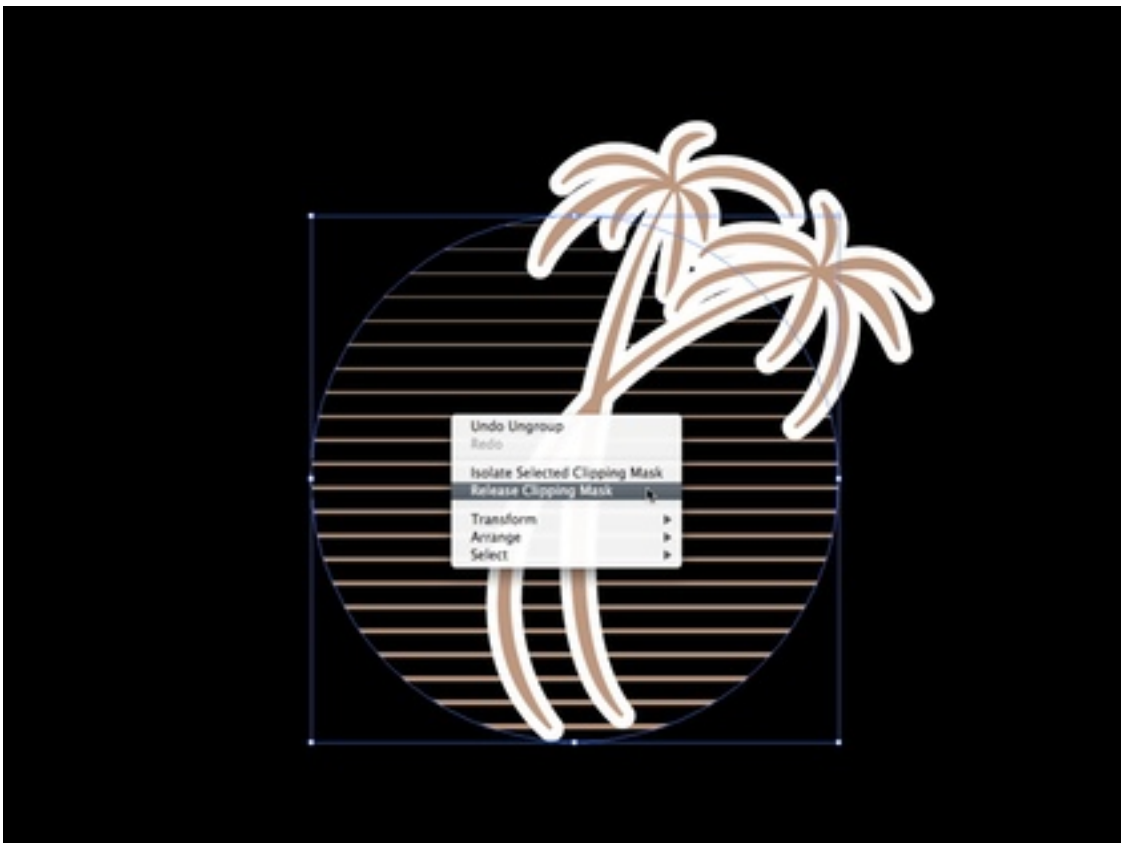 Undo Ungroup
Redo
Isolate Selected Clipping Mask
Release Clipping Mask
Transform
Arrange
Select